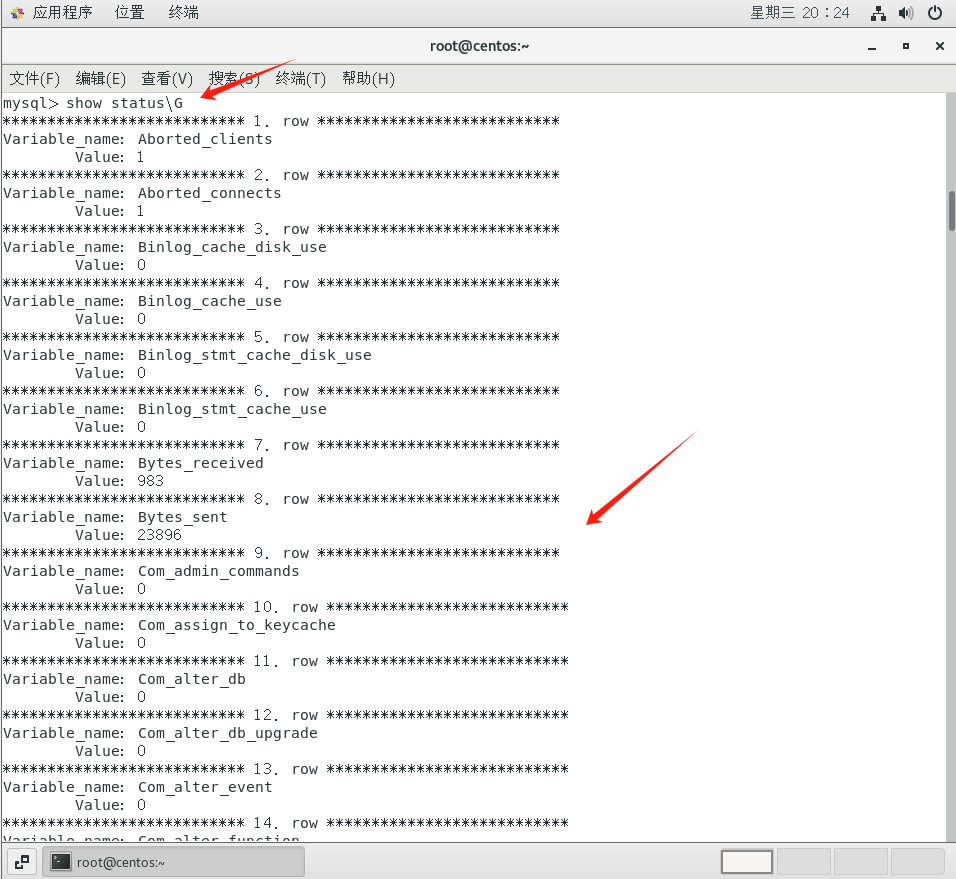 应用程序 位置 终端 星期三 20：24
root@centos:~
文件(F) 编辑(E) 查看(V) 搜索(S) 终端(T) 帮助(H)
mysql> show status\G
*************************** 1. row ***************************
Variable_name: Aborted_clients
Value: 1
*************************** 2. row ***************************
Variable_name: Aborted_connects
Value: 1
*************************** 3. row ***************************
Variable_name: Binlog_cache_disk_use
Value: 0
*************************** 4. row ***************************
Variable_name: Binlog_cache_use
Value: 0
*************************** 5. row ***************************
Variable_name: Binlog_stmt_cache_disk_use
Value: 0
*************************** 6. row ***************************
Variable_name: Binlog_stmt_cache_use
Value: 0
*************************** 7. row ***************************
Variable_name: Bytes_received
Value: 983
*************************** 8. row ***************************
Variable_name: Bytes_sent
Value: 23896
*************************** 9. row ***************************
Variable_name: Com_admin_commands
Value: 0
*************************** 10. row ***************************
Variable_name: Com_assign_to_keycache
Value: 0
*************************** 11. row ***************************
Variable_name: Com_alter_db
Value: 0
*************************** 12. row ***************************
Variable_name: Com_alter_db_upgrade
Value: 0
*************************** 13. row ***************************
Variable_name: Com_alter_event
Value: 0
*************************** 14. row ***************************
Variable_name: Com_alter_function
root@centos:~